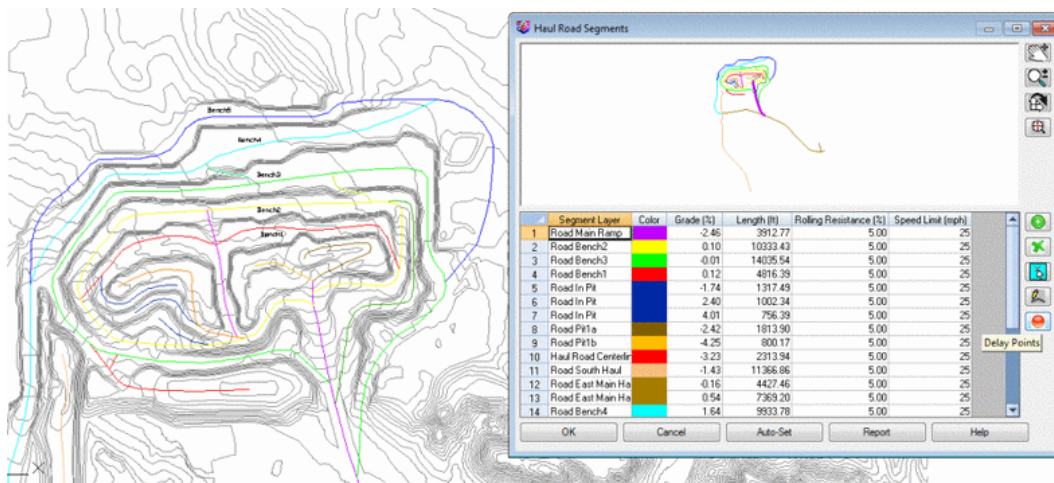 Bench5
Bench4
Bench3
Bench2
Bench1
X
Haul Road Segments
Segment Layer Color Grade (%) Length (ft) Rolling Resistance (%) Speed Limit (mph)
1 Road Main Ramp -2.46 3912.77 5.00 25
2 Road Bench2 0.10 10333.43 5.00 25
3 Road Bench3 -0.01 14035.54 5.00 25
4 Road Bench1 0.12 4816.39 5.00 25
5 Road In Pit -1.74 1317.49 5.00 25
6 Road In Pit 2.40 1002.34 5.00 25
7 Road In Pit 4.01 756.39 5.00 25
8 Road Pit1a -2.42 1813.90 5.00 25
9 Road Pit1b -4.25 800.17 5.00 25
10 Haul Road Centerlin -3.23 2313.94 5.00 25
11 Road South Haul -1.43 11366.86 5.00 25
12 Road East Main Ha -0.16 4427.46 5.00 25
13 Road East Main Ha 0.54 7369.20 5.00 25
14 Road Bench4 1.64 9933.78 5.00 25
Delay Points
OK Cancel Auto-Set Report Help